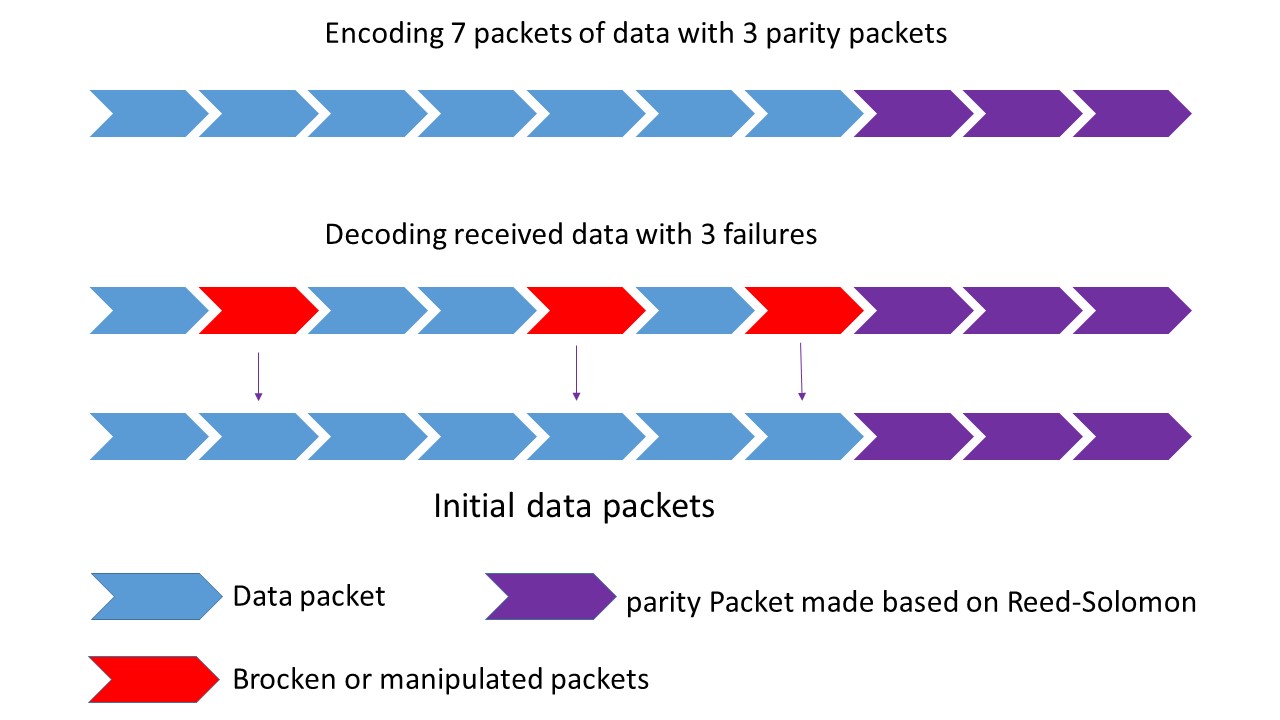 Encoding 7 packets of data with 3 parity packets
Decoding received data with 3 failures
Initial data packets
Data packet
parity Packet made based on Reed-Solomon
Brocken or manipulated packets